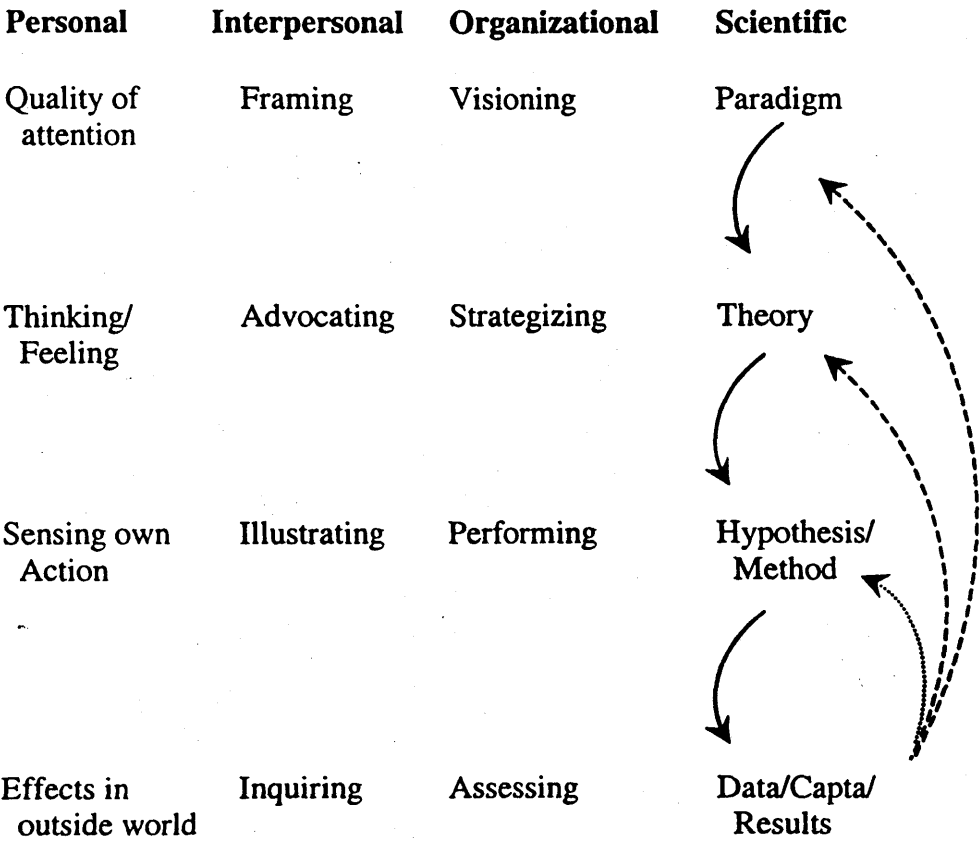 Personal Interpersonal Organizational Scientific
Quality of Framing Visioning Paradigm
attention
Thinking/ Advocating Strategizing Theory
Feeling
Sensing own Illustrating Performing Hypothesis/
Action Method
Effects in Inquiring Assessing Data/Capta/
outside world Results